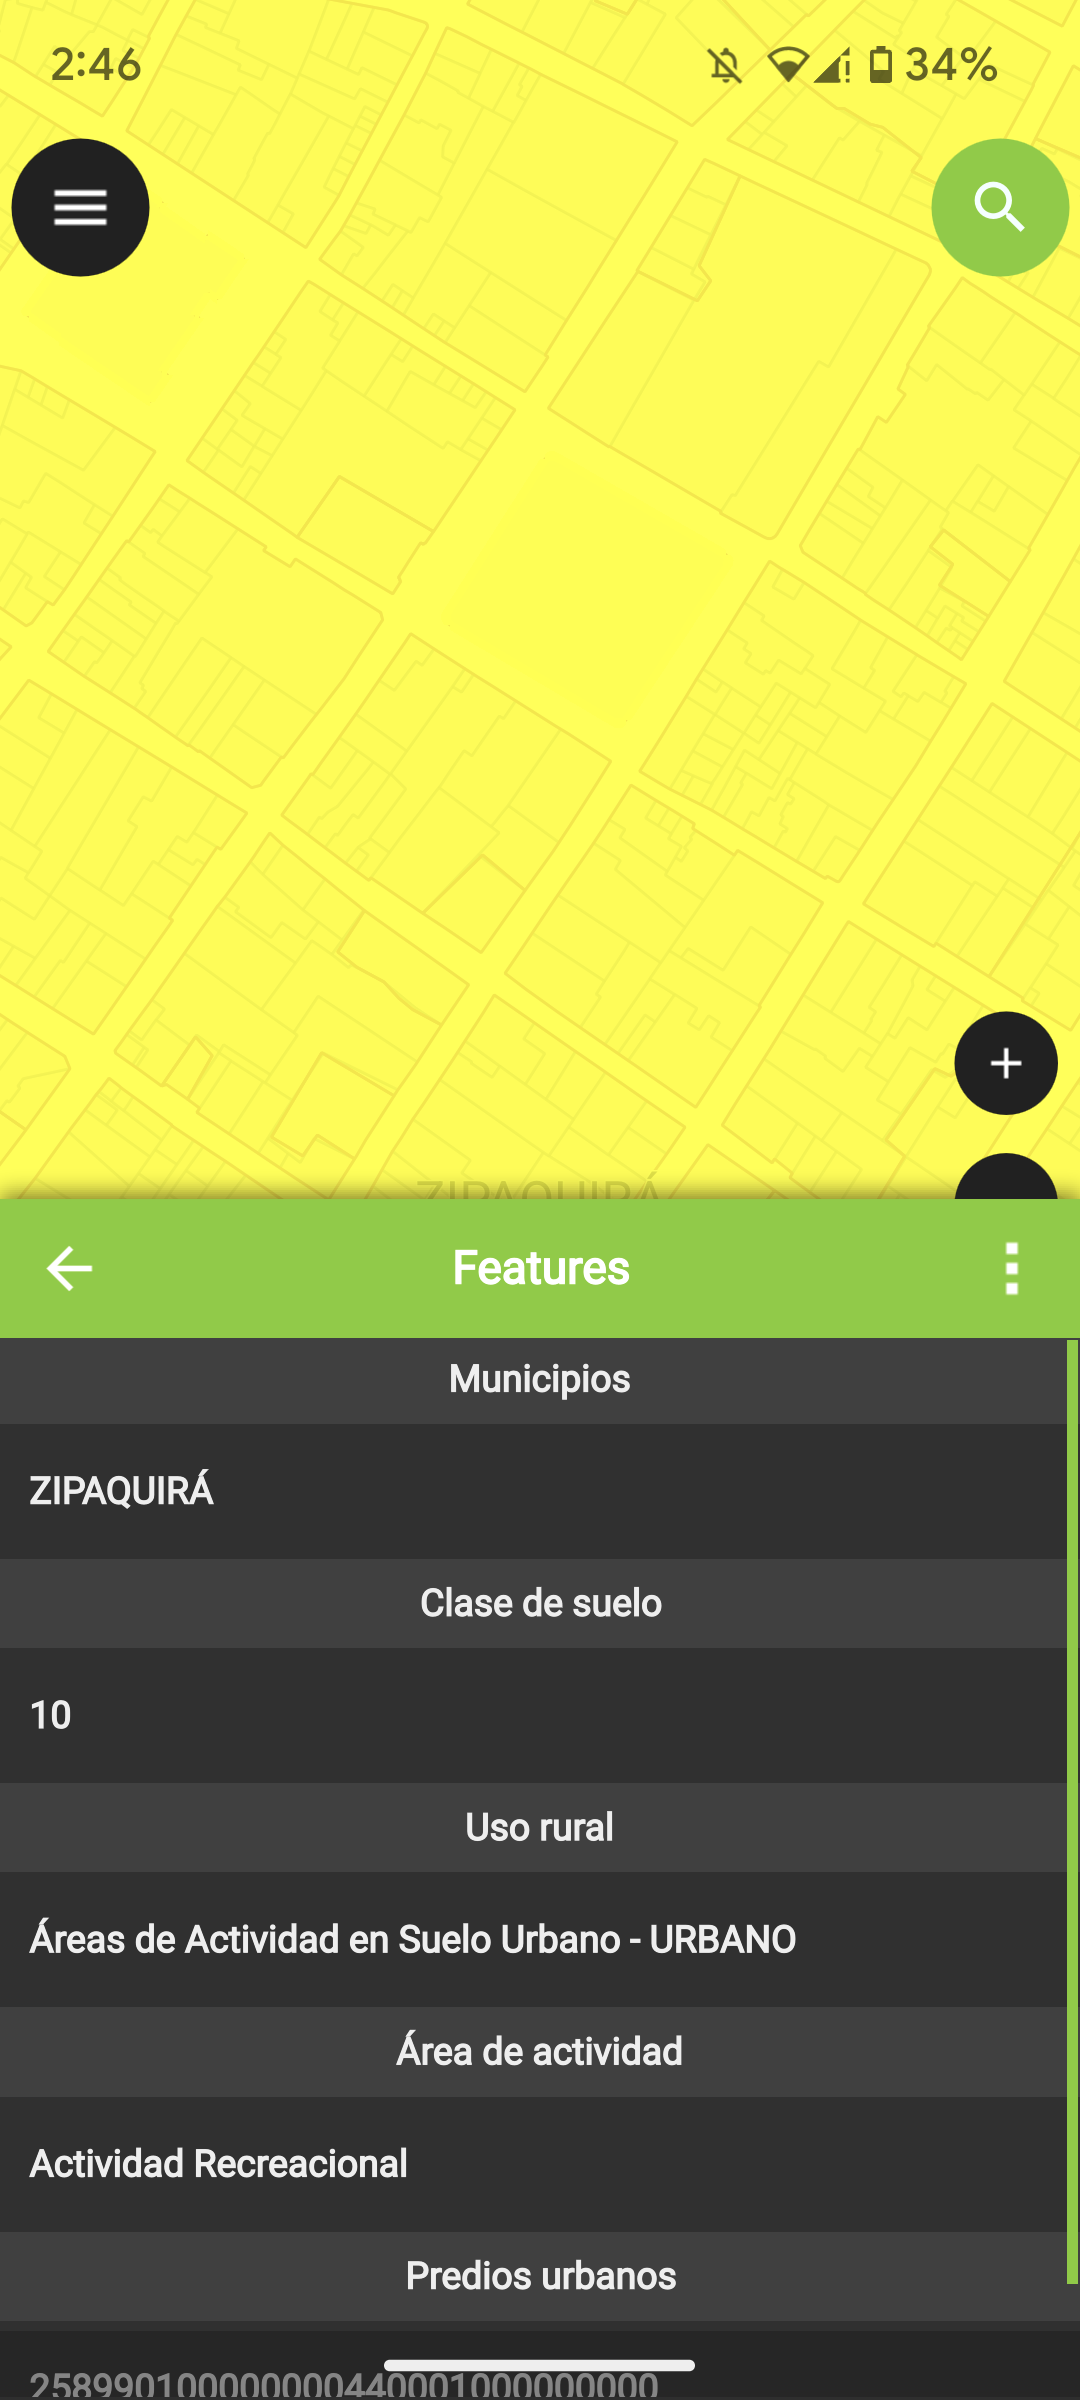 2:46
34%
ZIPAQUIRÁ
Features
Municipios
ZIPAQUIRÁ
Clase de suelo
10
Uso rural
Áreas de Actividad en Suelo Urbano - URBANO
Área de actividad
Actividad Recreacional
Predios urbanos